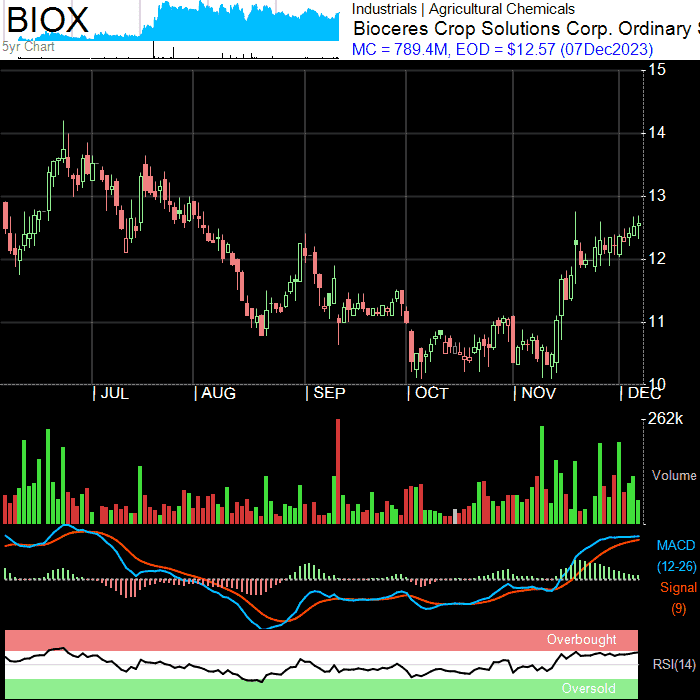 BIOX
5yr Chart
Industrials | Agricultural Chemicals
Bioceres Crop Solutions Corp. Ordinary S
MC = 789.4M, EOD = $12.57 (07Dec2023)
15
14
13
12
11
10
JUL AUG SEP OCT NOV DEC
262k
Volume
MACD
(12-26)
Signal
(9)
Overbought
RSI(14)
Oversold